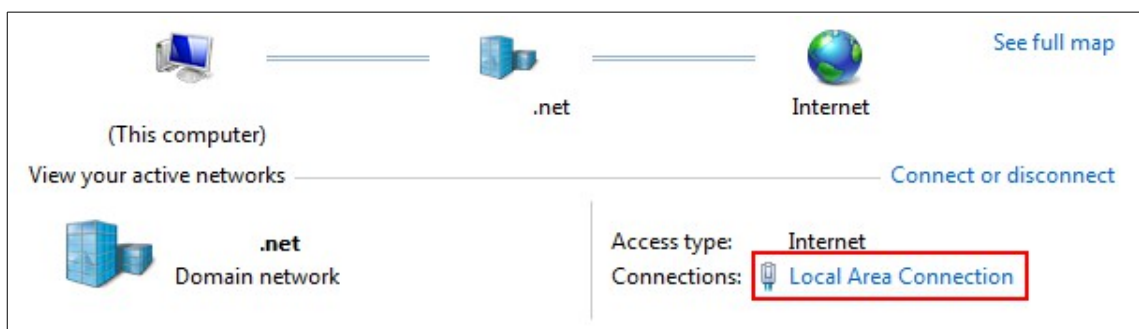 See full map
.net
Internet
(This computer)
View your active networks
Connect or disconnect
.net
Domain network
Access type: Internet
Connections: Local Area Connection